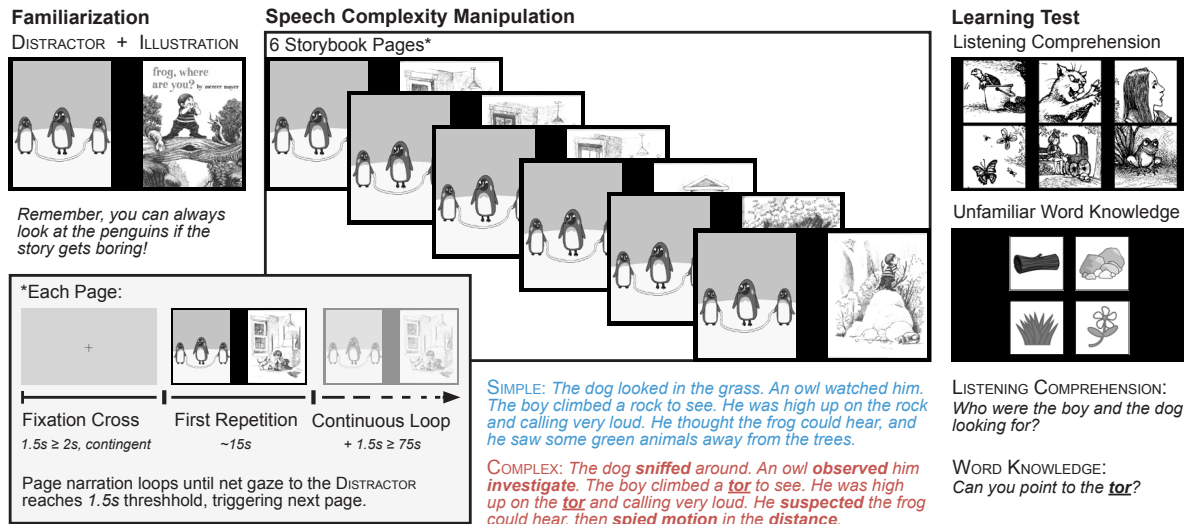 Familiarization
DISTRACTOR + ILLUSTRATION
frog, where
are you? by mercer mayer
Remember, you can always
look at the penguins if the
story gets boring!
Speech Complexity Manipulation
6 Storybook Pages*
*Each Page:
+
Fixation Cross
1.5s ≥ 2s, contingent
First Repetition
~15s
Continuous Loop
+ 1.5s ≥ 75s
Page narration loops until net gaze to the DISTRACTOR
reaches 1.5s threshhold, triggering next page.
SIMPLE: The dog looked in the grass. An owl watched him.
The boy climbed a rock to see. He was high up on the rock
and calling very loud. He thought the frog could hear, and
he saw some green animals away from the trees.
COMPLEX: The dog sniffed around. An owl observed him
investigate. The boy climbed a tor to see. He was high
up on the tor and calling very loud. He suspected the frog
could hear, then spied motion in the distance.
Learning Test
Listening Comprehension
Unfamiliar Word Knowledge
LISTENING COMPREHENSION:
Who were the boy and the dog
looking for?
WORD KNOWLEDGE:
Can you point to the tor?